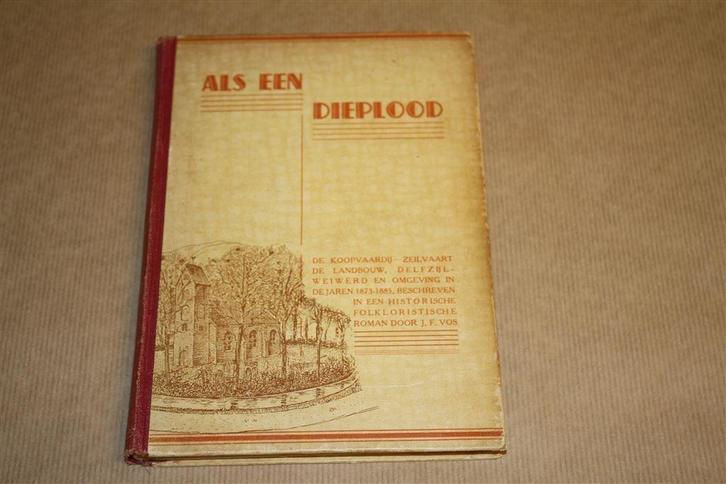 ALS EEN
DIEPLOOD
DE KOOPVAARDIJ-ZEILVAART
DE LANDBOUW, DELFZIJL-
WEIWERD EN OMGEVING IN
DE JAREN 1873-1885, BESCHREVEN
IN EEN HISTORISCHE
FOLKLORISTISCHE
ROMAN DOOR J. F. VOS